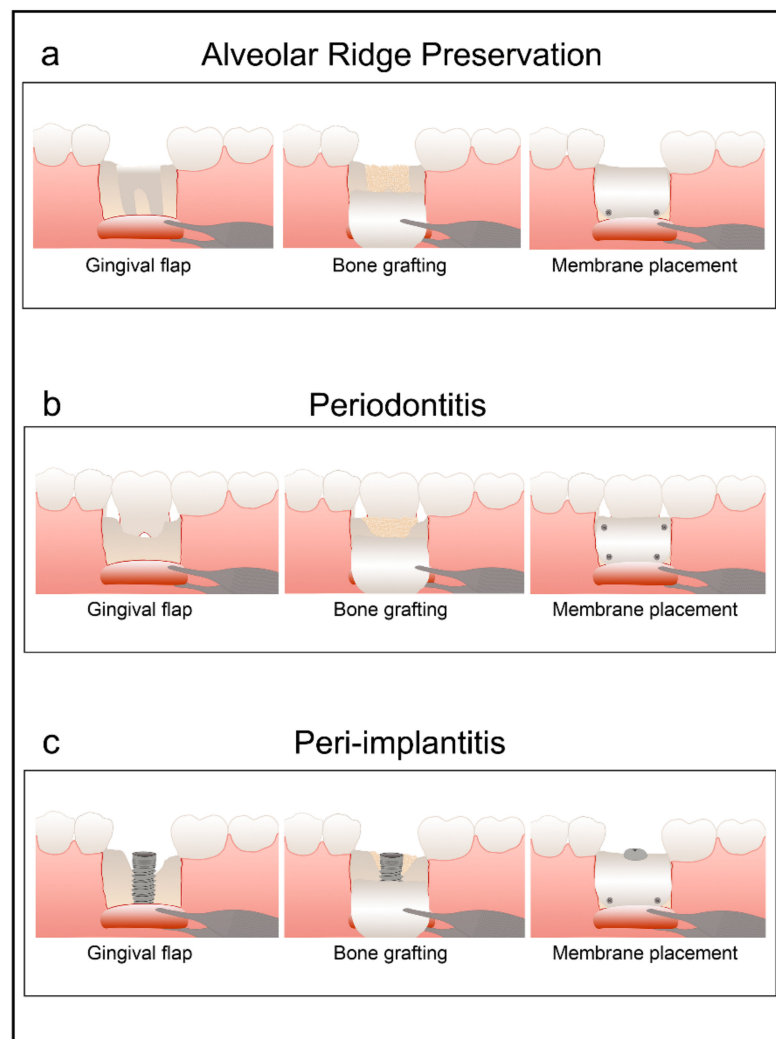 a
Alveolar Ridge Preservation
Gingival flap
Bone grafting
Membrane placement
b
Periodontitis
Gingival flap
Bone grafting
Membrane placement
c
Peri-implantitis
Gingival flap
Bone grafting
Membrane placement